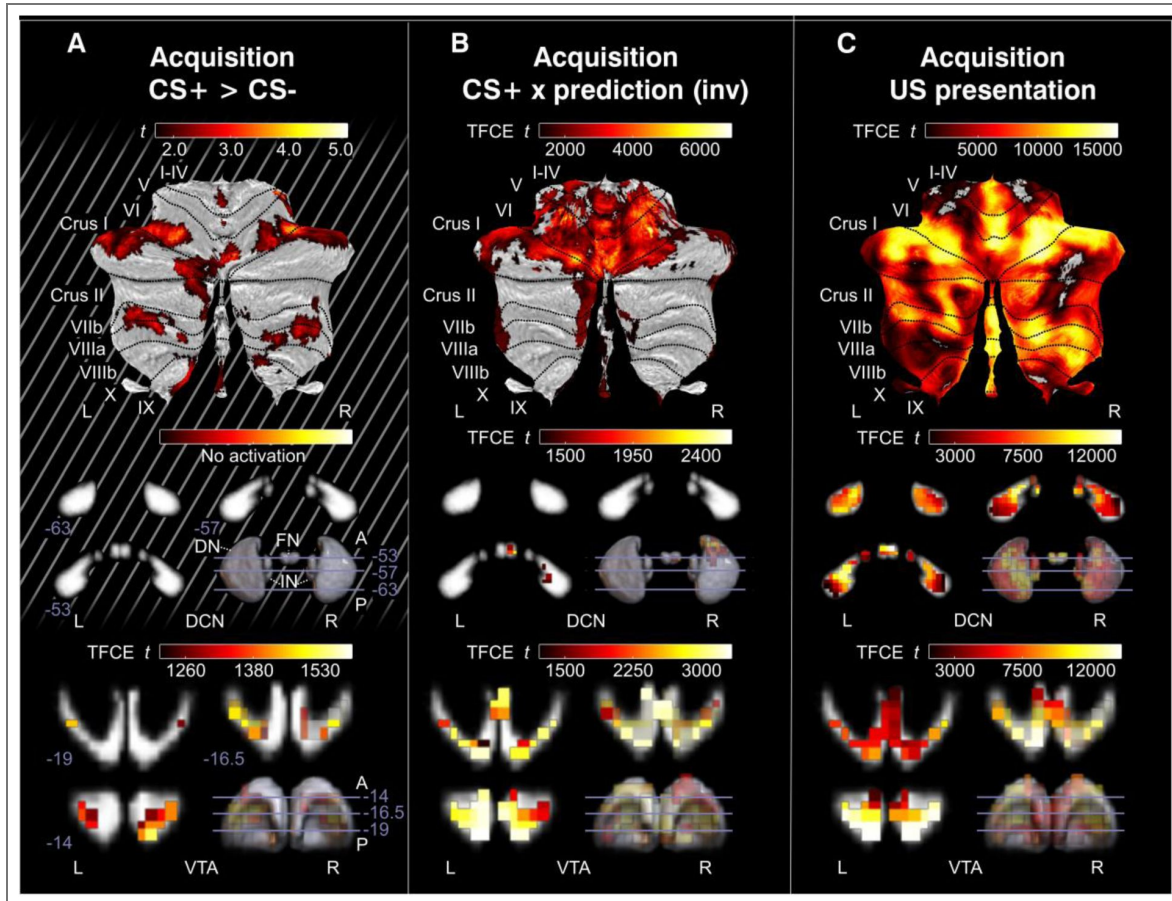 A
Acquisition
CS+ > CS-
t
2.0 3.0 4.0 5.0
I-IV
V
VI
Crus I
Crus II
VIIb
VIIIa
VIIIb
X
IX
L
No activation
-63
-57
DN
FN
A
-53
-57
IN
-63
-53
P
L DCN R
TFCE t
1260 1380 1530
-19
-16.5
A
-14
-16.5
-19
-14
P
L VTA R
B
Acquisition
CS+ x prediction (inv)
TFCE t
2000 4000 6000
I-IV
V
VI
Crus I
Crus II
VIIb
VIIIa
VIIIb
X
IX
L R
TFCE t
1500 1950 2400
L DCN R
TFCE t
1500 2250 3000
L VTA R
C
Acquisition
US presentation
TFCE t
5000 10000 15000
I-IV
V
VI
Crus I
Crus II
VIIb
VIIIa
VIIIb
X
IX
L R
TFCE t
3000 7500 12000
L DCN R
TFCE t
3000 7500 12000
L VTA R